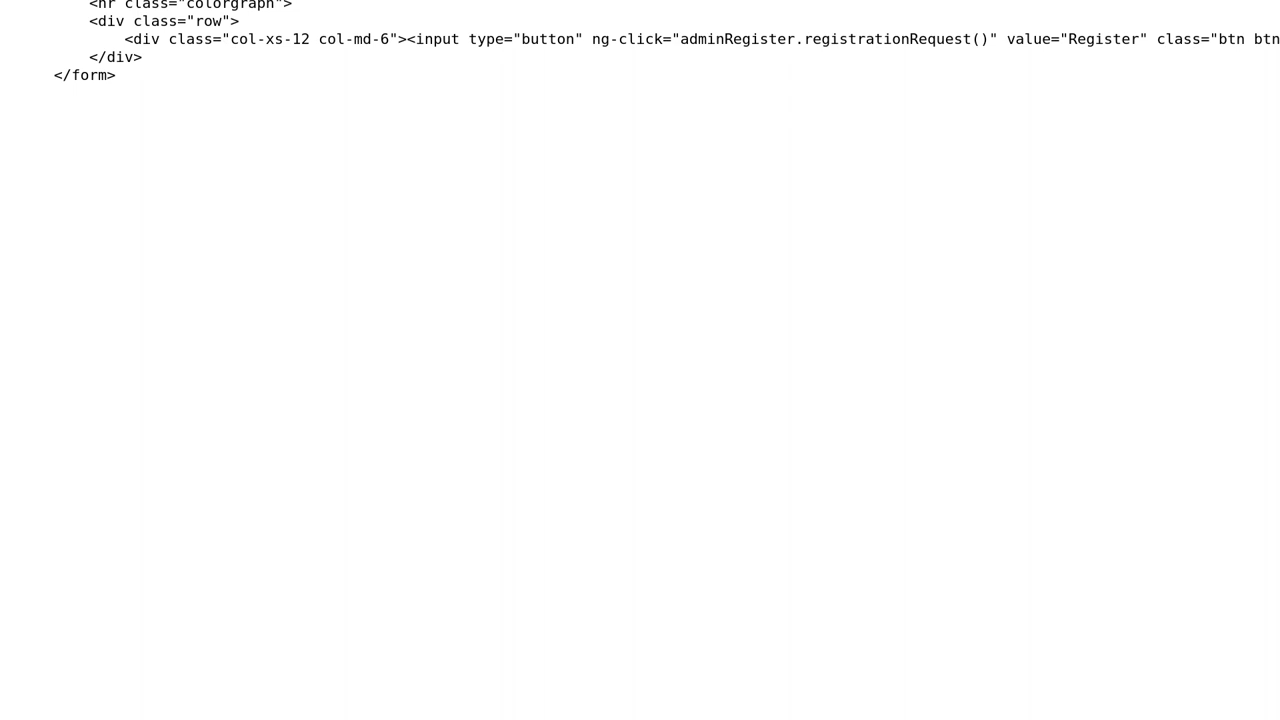 <hr class="colorgraph">
<div class="row">
<div class="col-xs-12 col-md-6"><input type="button" ng-click="adminRegister.registrationRequest()" value="Register" class="btn btn
</div>
</form>